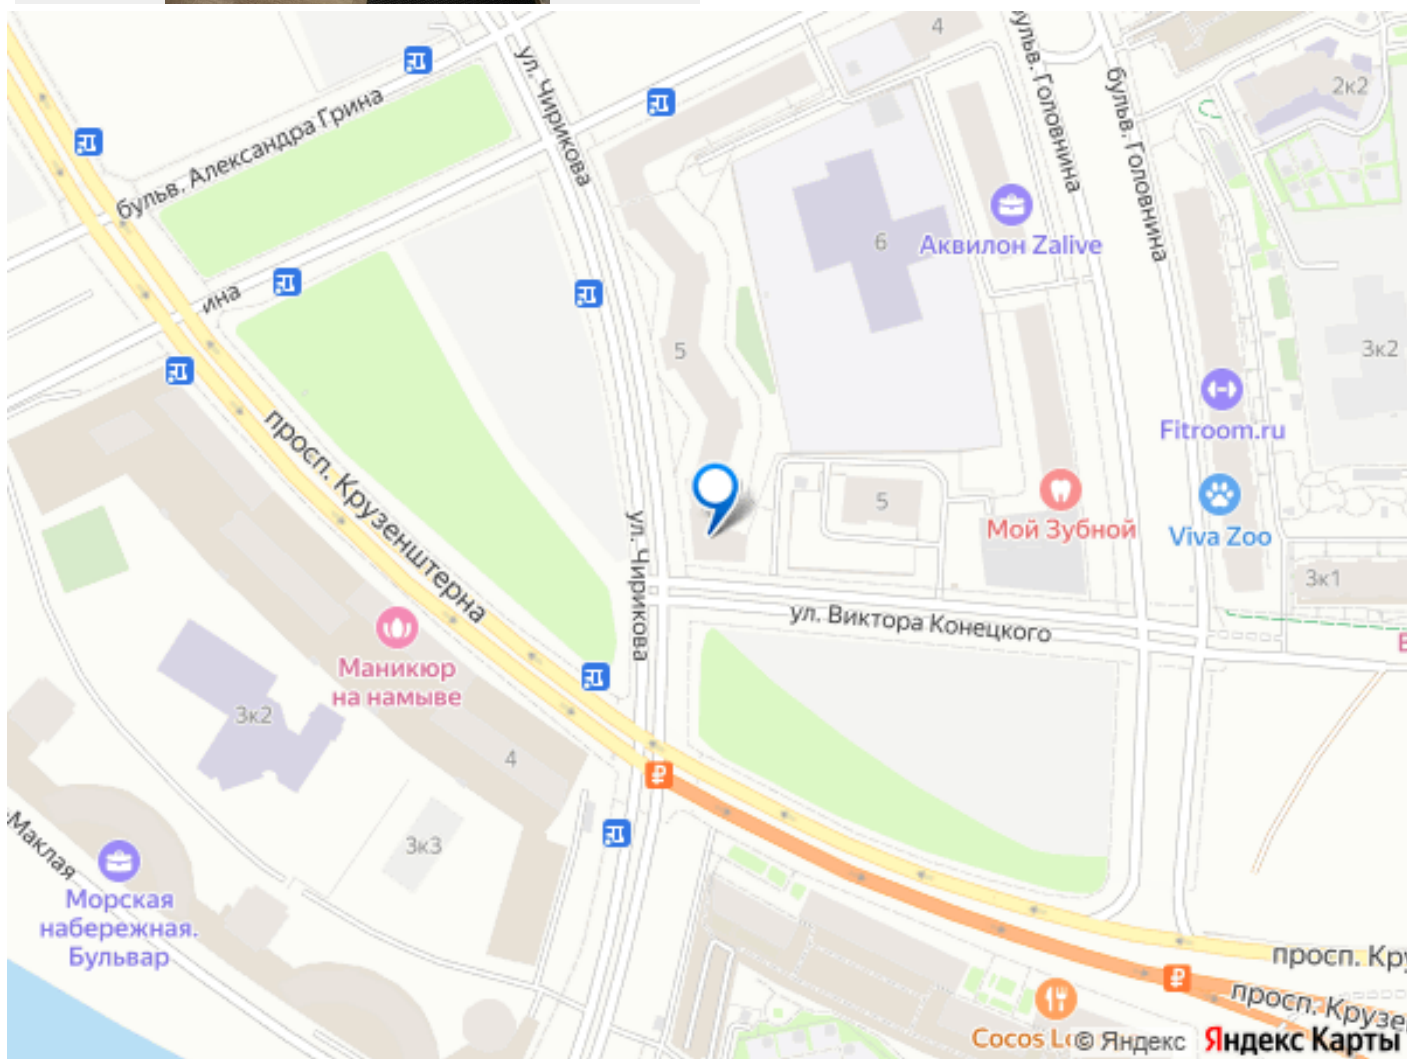 4
бульв. Головнина
бульв. Головнина
2к2
ул. Чирикова
бульв. Александра Грина
6
Аквилон Zalive
ина
5
3к2
просп. Крузенштерна
Fitroom.ru
5
Мой Зубной
Viva Zoo
ул. Чирикова
3к1
ул. Виктора Конецкого
Маникюр
на намыве
3к2
4
3к3
-Маклая
Морская
набережная.
Бульвар
просп. Кру
просп. Крузе
Cocos L
© Яндекс
Яндекс Карты